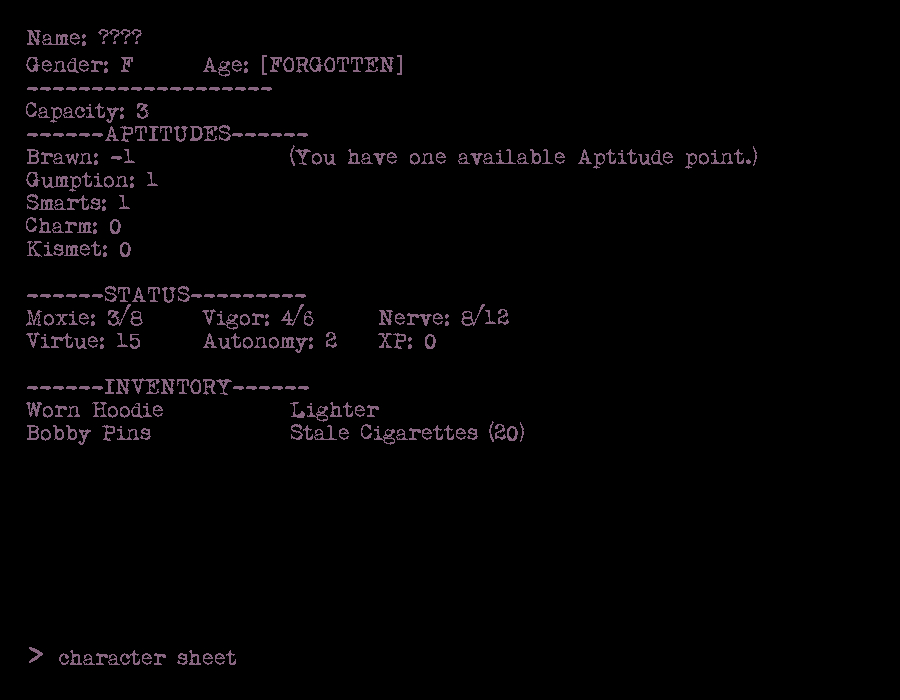 Name: ????
Gender: F Age: [FORGOTTEN]
-------------------
Capacity: 3
------APTITUDES------
Brawn: -1 (You have one available Aptitude point.)
Gumption: 1
Smarts: 1
Charm: 0
Kismet: 0
------STATUS---------
Moxie: 3/8 Vigor: 4/6 Nerve: 8/12
Virtue: 15 Autonomy: 2 XP: 0
------INVENTORY------
Worn Hoodie Lighter
Bobby Pins Stale Cigarettes (20)
> character sheet